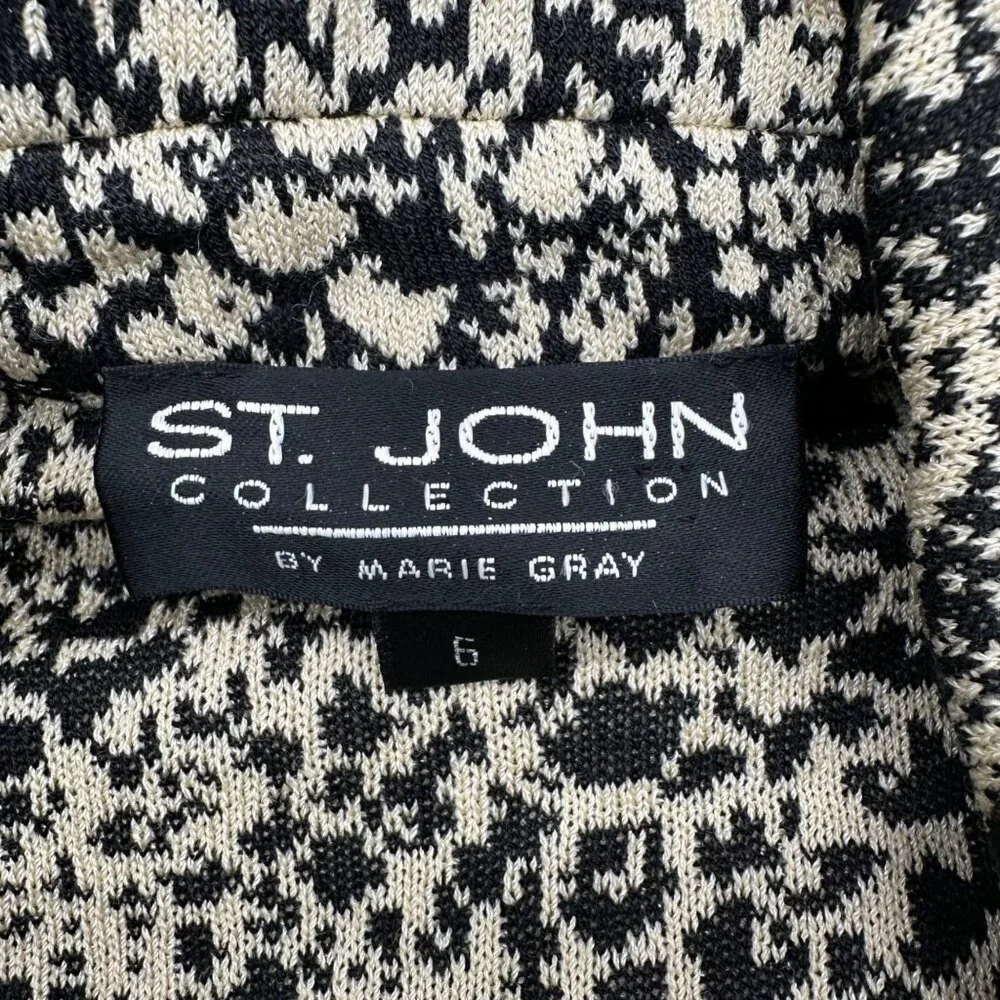 ST. JOHN
COLLECTION
BY MARIE GRAY
6